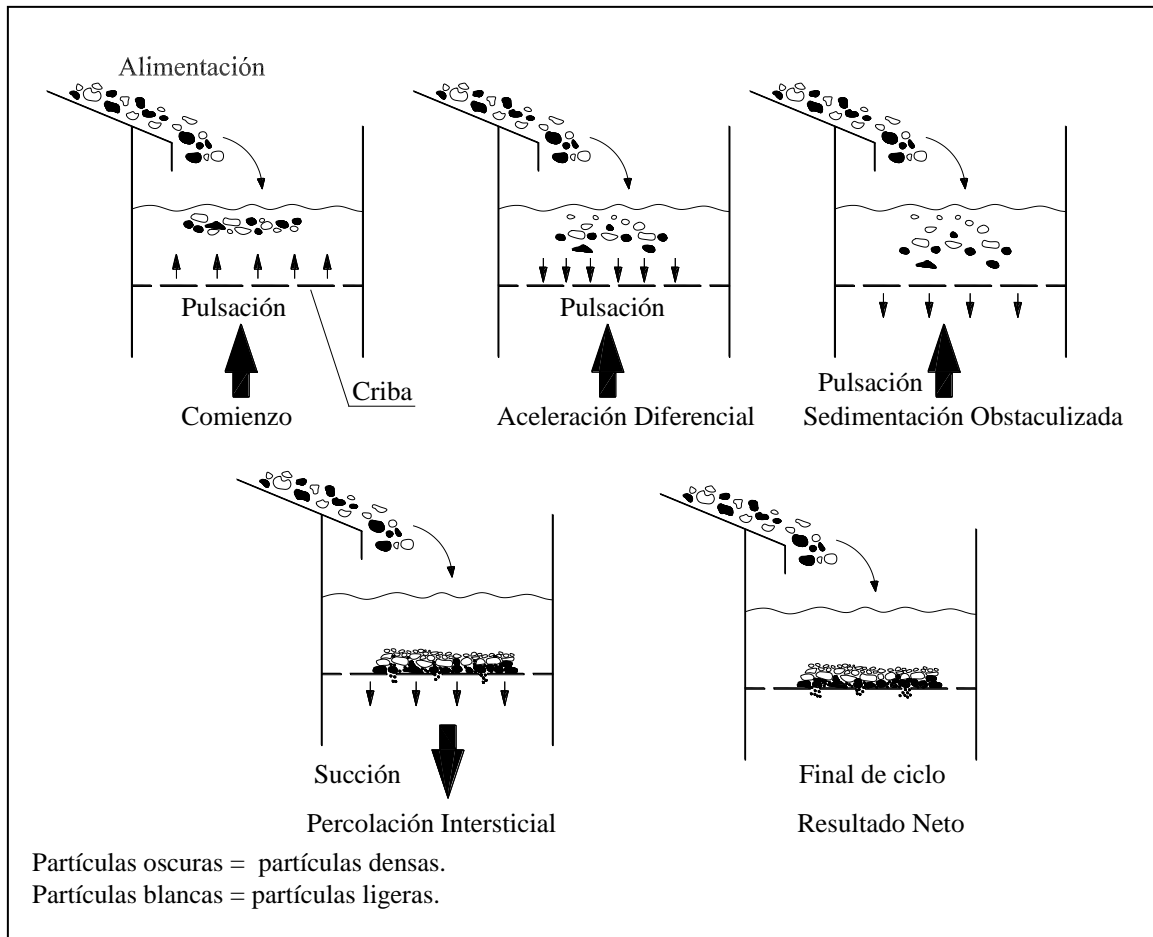 Alimentación
Pulsación
Criba
Comienzo
Pulsación
Aceleración Diferencial
Pulsación
Sedimentación Obstaculizada
Succión
Percolación Intersticial
Final de ciclo
Resultado Neto
Partículas oscuras = partículas densas.
Partículas blancas = partículas ligeras.